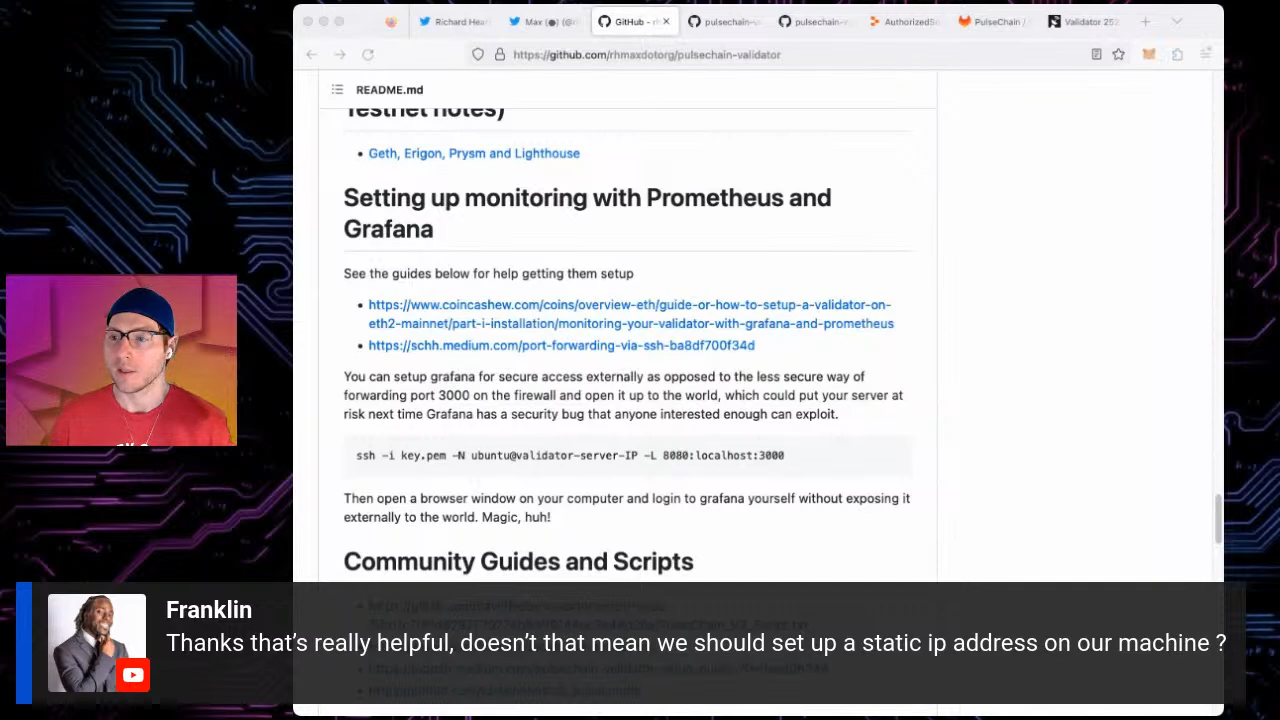 Richard Hear
Max (●) (@r
GitHub - rh
pulsechain-v
pulsechain-v
AuthorizedS
PulseChain /
Validator 252
https://github.com/rhmaxdotorg/pulsechain-validator
README.md
Testnet notes)
Geth, Erigon, Prysm and Lighthouse
Setting up monitoring with Prometheus and
Grafana
See the guides below for help getting them setup
https://www.coincashew.com/coins/overview-eth/guide-or-how-to-setup-a-validator-on-
eth2-mainnet/part-i-installation/monitoring-your-validator-with-grafana-and-prometheus
https://schh.medium.com/port-forwarding-via-ssh-ba8df700f34d
You can setup grafana for secure access externally as opposed to the less secure way of
forwarding port 3000 on the firewall and open it up to the world, which could put your server at
risk next time Grafana has a security bug that anyone interested enough can exploit.
ssh -i key.pem -N ubuntu@validator-server-IP -L 8080:localhost:3000
Then open a browser window on your computer and login to grafana yourself without exposing it
externally to the world. Magic, huh!
Community Guides and Scripts
Franklin
Thanks that's really helpful, doesn't that mean we should set up a static ip address on our machine ?